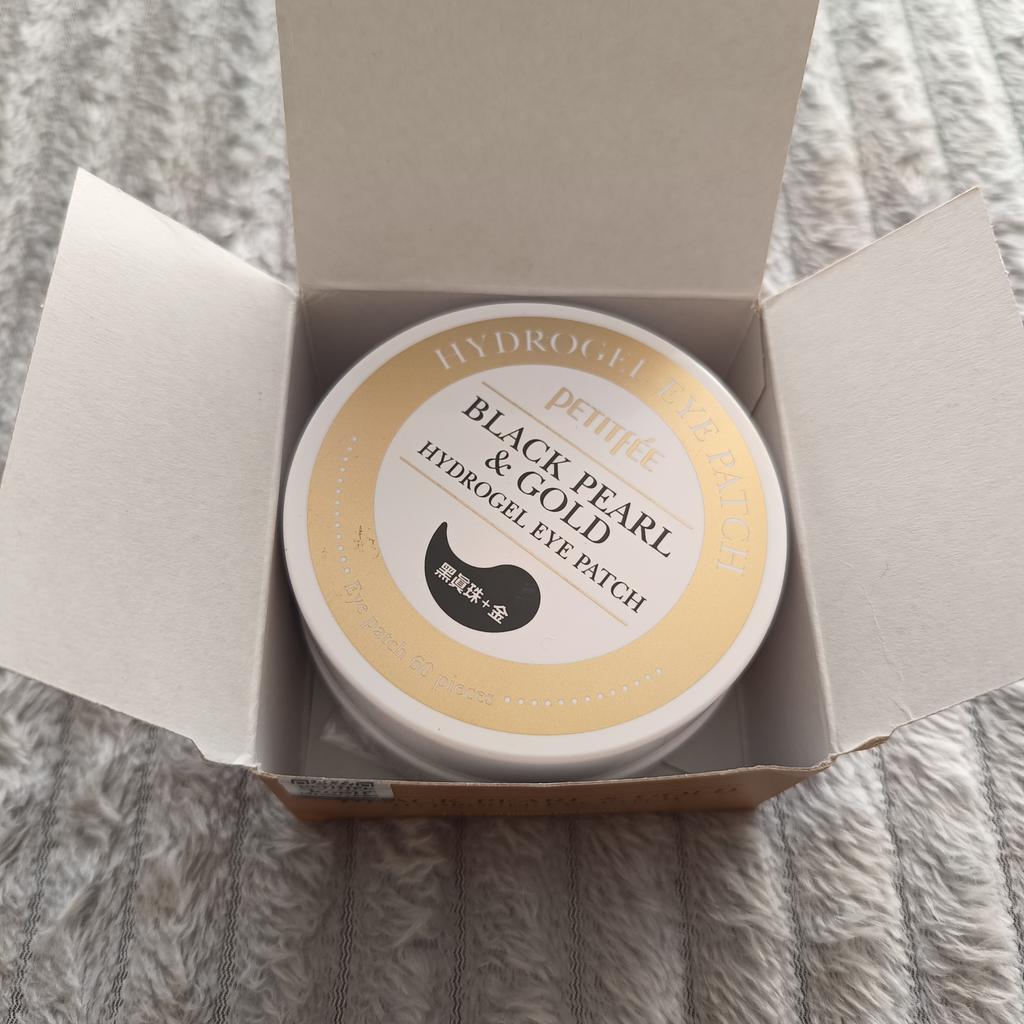 HYDROGEL EYE PATCH
PETITFÉE
BLACK PEARL
& GOLD
HYDROGEL EYE PATCH
黑眞珠+金
Eye patch 60 pieces